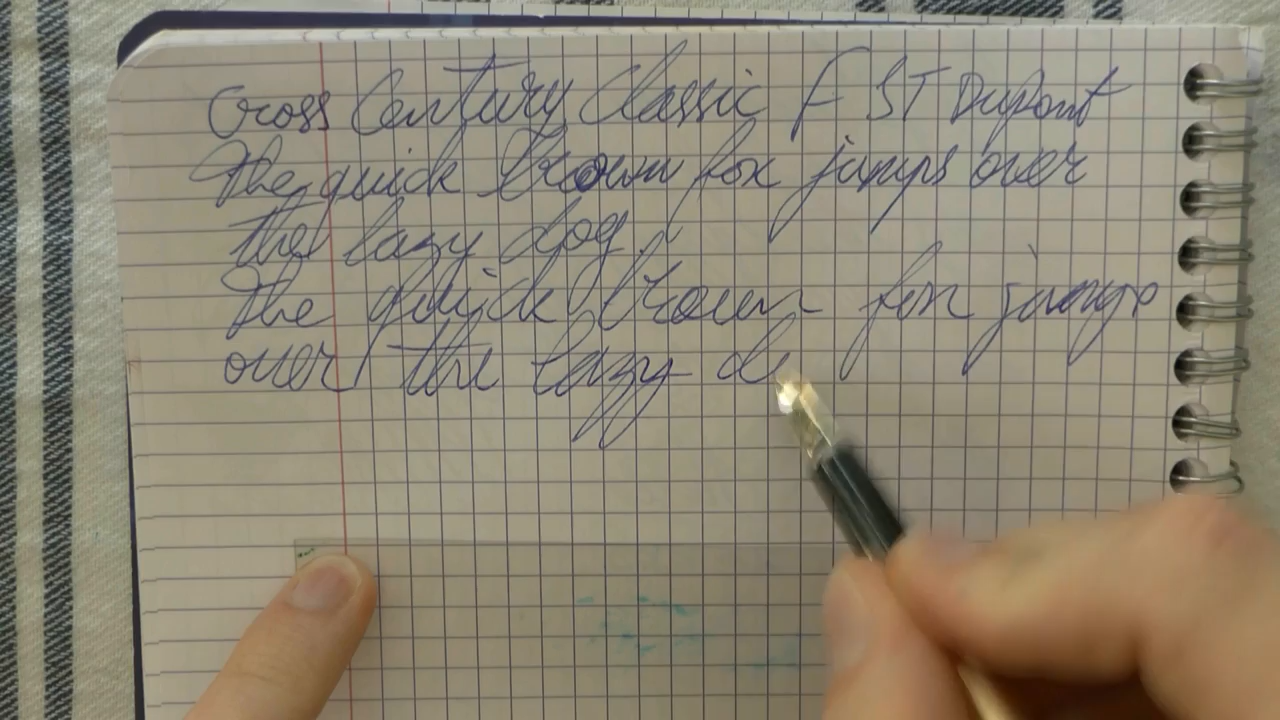 Cross Century Classic F ST Dupont
The quick brown fox jumps over
the lazy dog
The quick brown fox jumps
over the lazy d